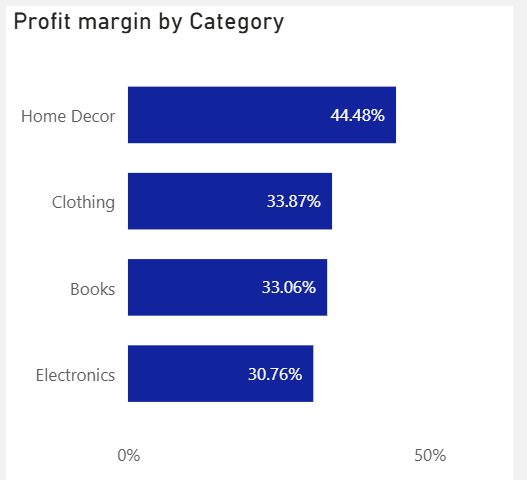 Profit margin by Category
Home Decor 44.48%
Clothing 33.87%
Books 33.06%
Electronics 30.76%
0% 50%